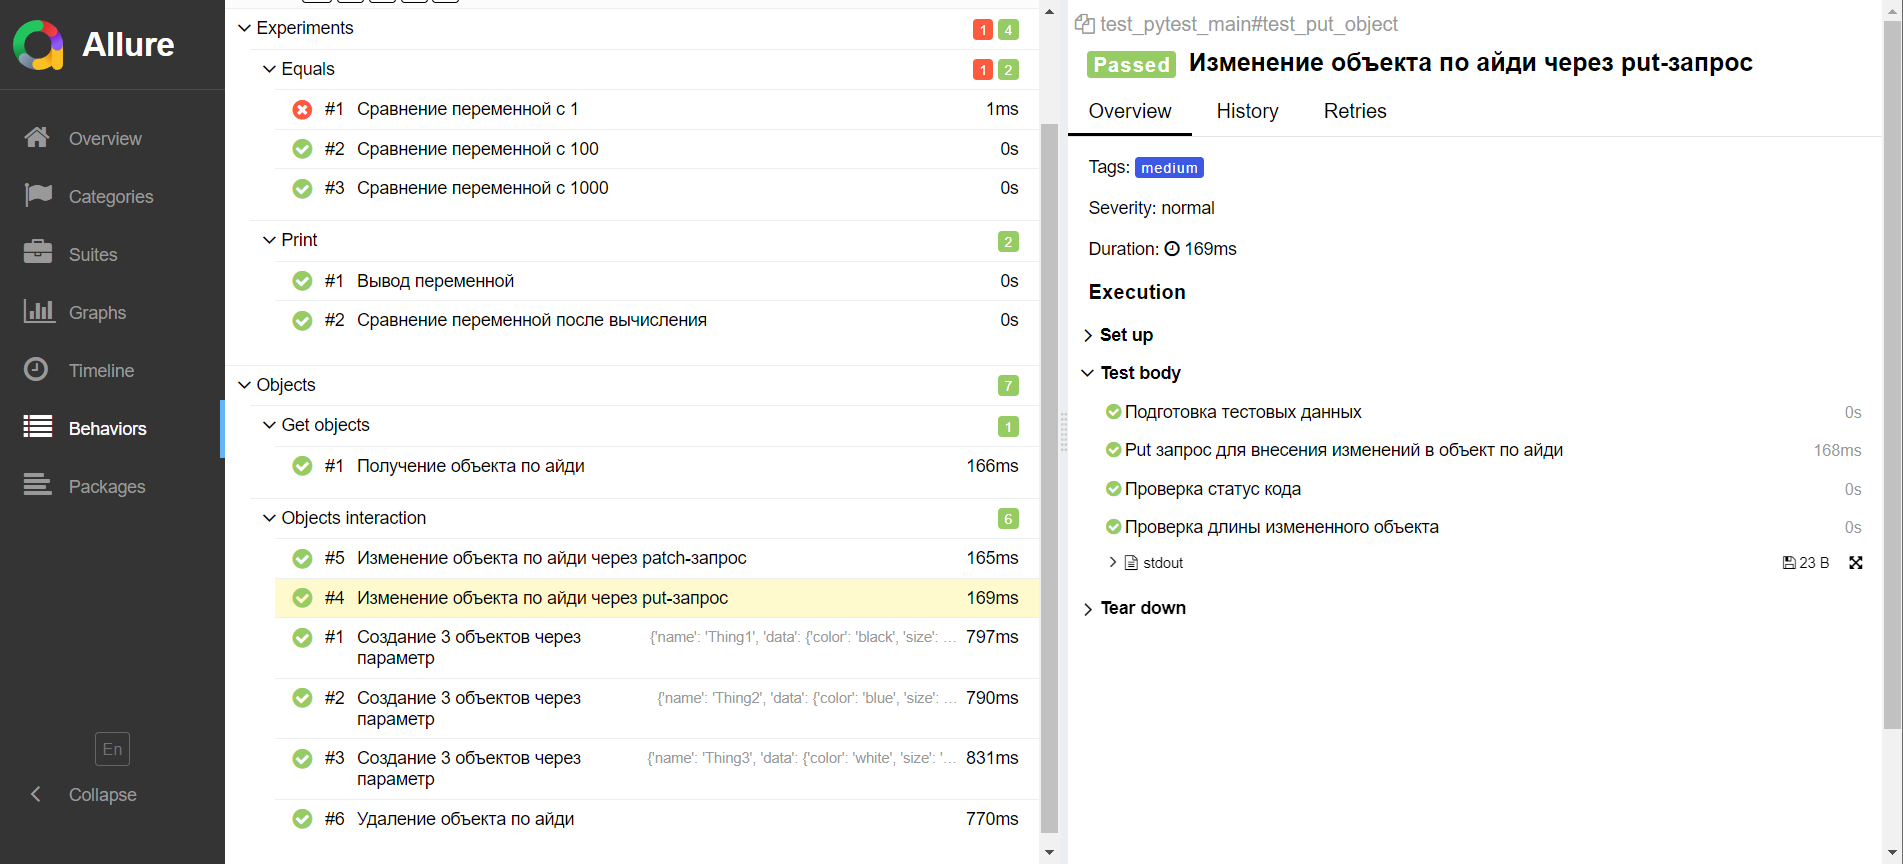 Allure
Overview
Categories
Suites
Graphs
Timeline
Behaviors
Packages
En
Collapse
Experiments 1 4
Equals 1 2
#1 Сравнение переменной с 1 1ms
#2 Сравнение переменной с 100 0s
#3 Сравнение переменной с 1000 0s
Print 2
#1 Вывод переменной 0s
#2 Сравнение переменной после вычисления 0s
Objects 7
Get objects 1
#1 Получение объекта по айди 166ms
Objects interaction 6
#5 Изменение объекта по айди через patch-запрос 165ms
#4 Изменение объекта по айди через put-запрос 169ms
#1 Создание 3 объектов через {'name': 'Thing1', 'data': {'color': 'black', 'size': ... 797ms
параметр
#2 Создание 3 объектов через {'name': 'Thing2', 'data': {'color': 'blue', 'size': ... 790ms
параметр
#3 Создание 3 объектов через {'name': 'Thing3', 'data': {'color': 'white', 'size': '... 831ms
параметр
#6 Удаление объекта по айди 770ms
test_pytest_main#test_put_object
Passed Изменение объекта по айди через put-запрос
Overview History Retries
Tags: medium
Severity: normal
Duration: 169ms
Execution
Set up
Test body
Подготовка тестовых данных 0s
Put запрос для внесения изменений в объект по айди 168ms
Проверка статус кода 0s
Проверка длины измененного объекта 0s
stdout 23 B
Tear down